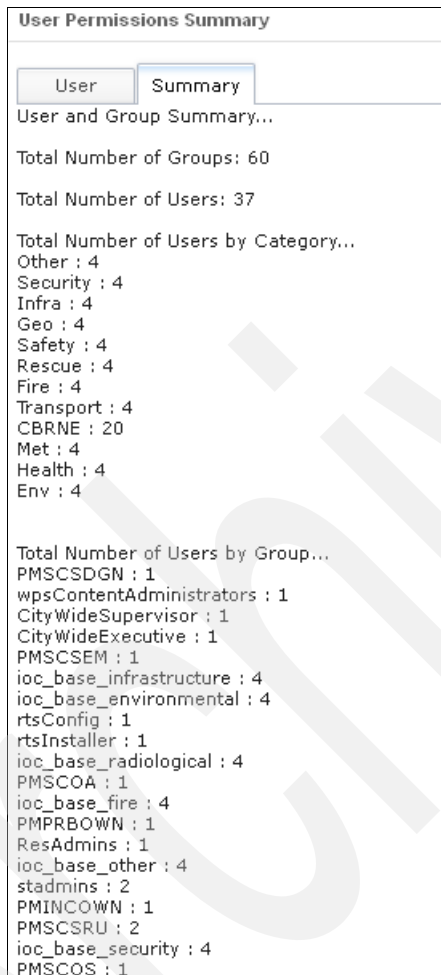 User Permissions Summary
User Summary
User and Group Summary...
Total Number of Groups: 60
Total Number of Users: 37
Total Number of Users by Category...
Other : 4
Security : 4
Infra : 4
Geo : 4
Safety : 4
Rescue : 4
Fire : 4
Transport : 4
CBRNE : 20
Met : 4
Health : 4
Env : 4
Total Number of Users by Group...
PMSCSDGN : 1
wpsContentAdministrators : 1
CityWideSupervisor : 1
CityWideExecutive : 1
PMSCSEM : 1
ioc_base_infrastructure : 4
ioc_base_environmental : 4
rtsConfig : 1
rtsInstaller : 1
ioc_base_radiological : 4
PMSCOA : 1
ioc_base_fire : 4
PMPRBOWN : 1
ResAdmins : 1
ioc_base_other : 4
stadmins : 2
PMINCOWN : 1
PMSCSRU : 2
ioc_base_security : 4
PMSCOS : 1